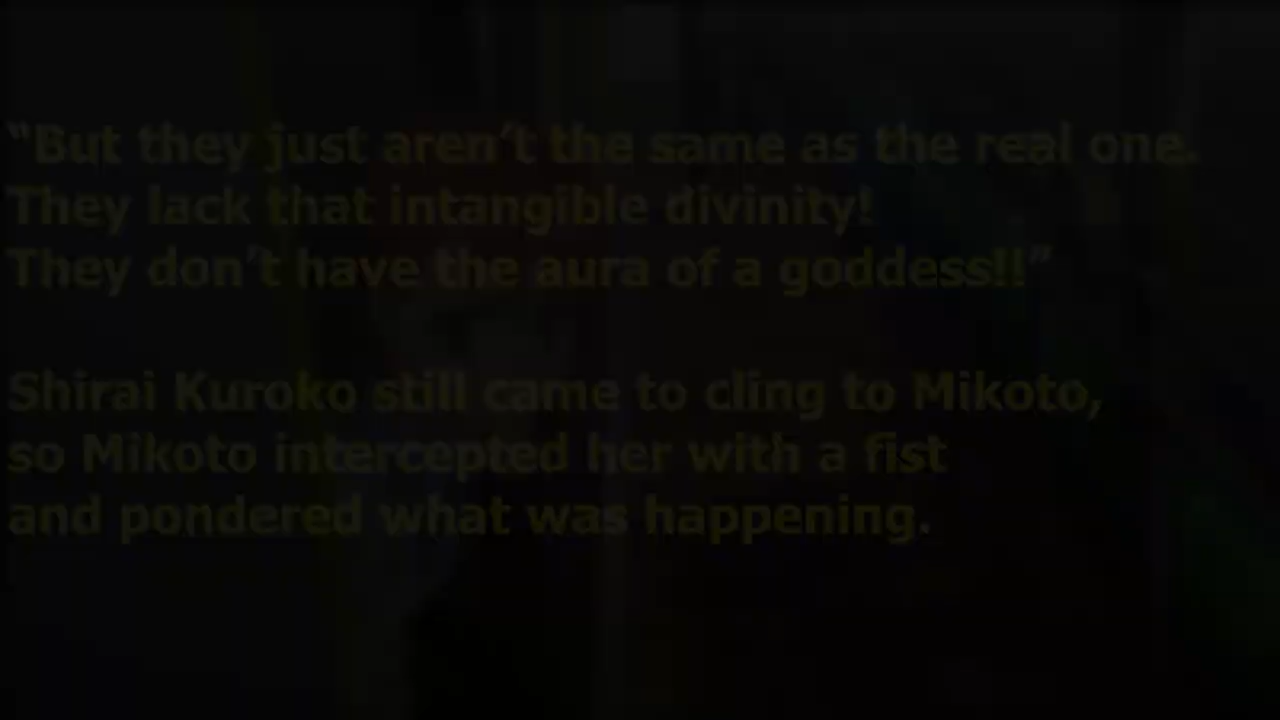 “But they just aren’t the same as the real one.
They lack that intangible divinity!
They don’t have the aura of a goddess!!”
Shirai Kuroko still came to cling to Mikoto,
so Mikoto intercepted her with a fist
and pondered what was happening.